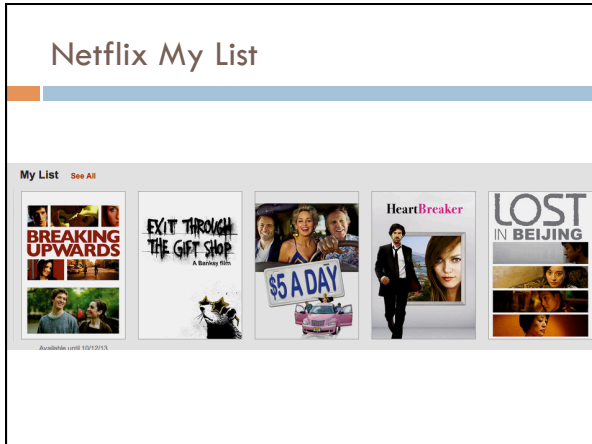 Netflix My List
My List See All
BREAKING
UPWARDS
EXIT THROUGH
THE GIFT SHOP
A Banksy film
$5 A DAY
HeartBreaker
LOST
IN BEIJING
Available until 10/12/13